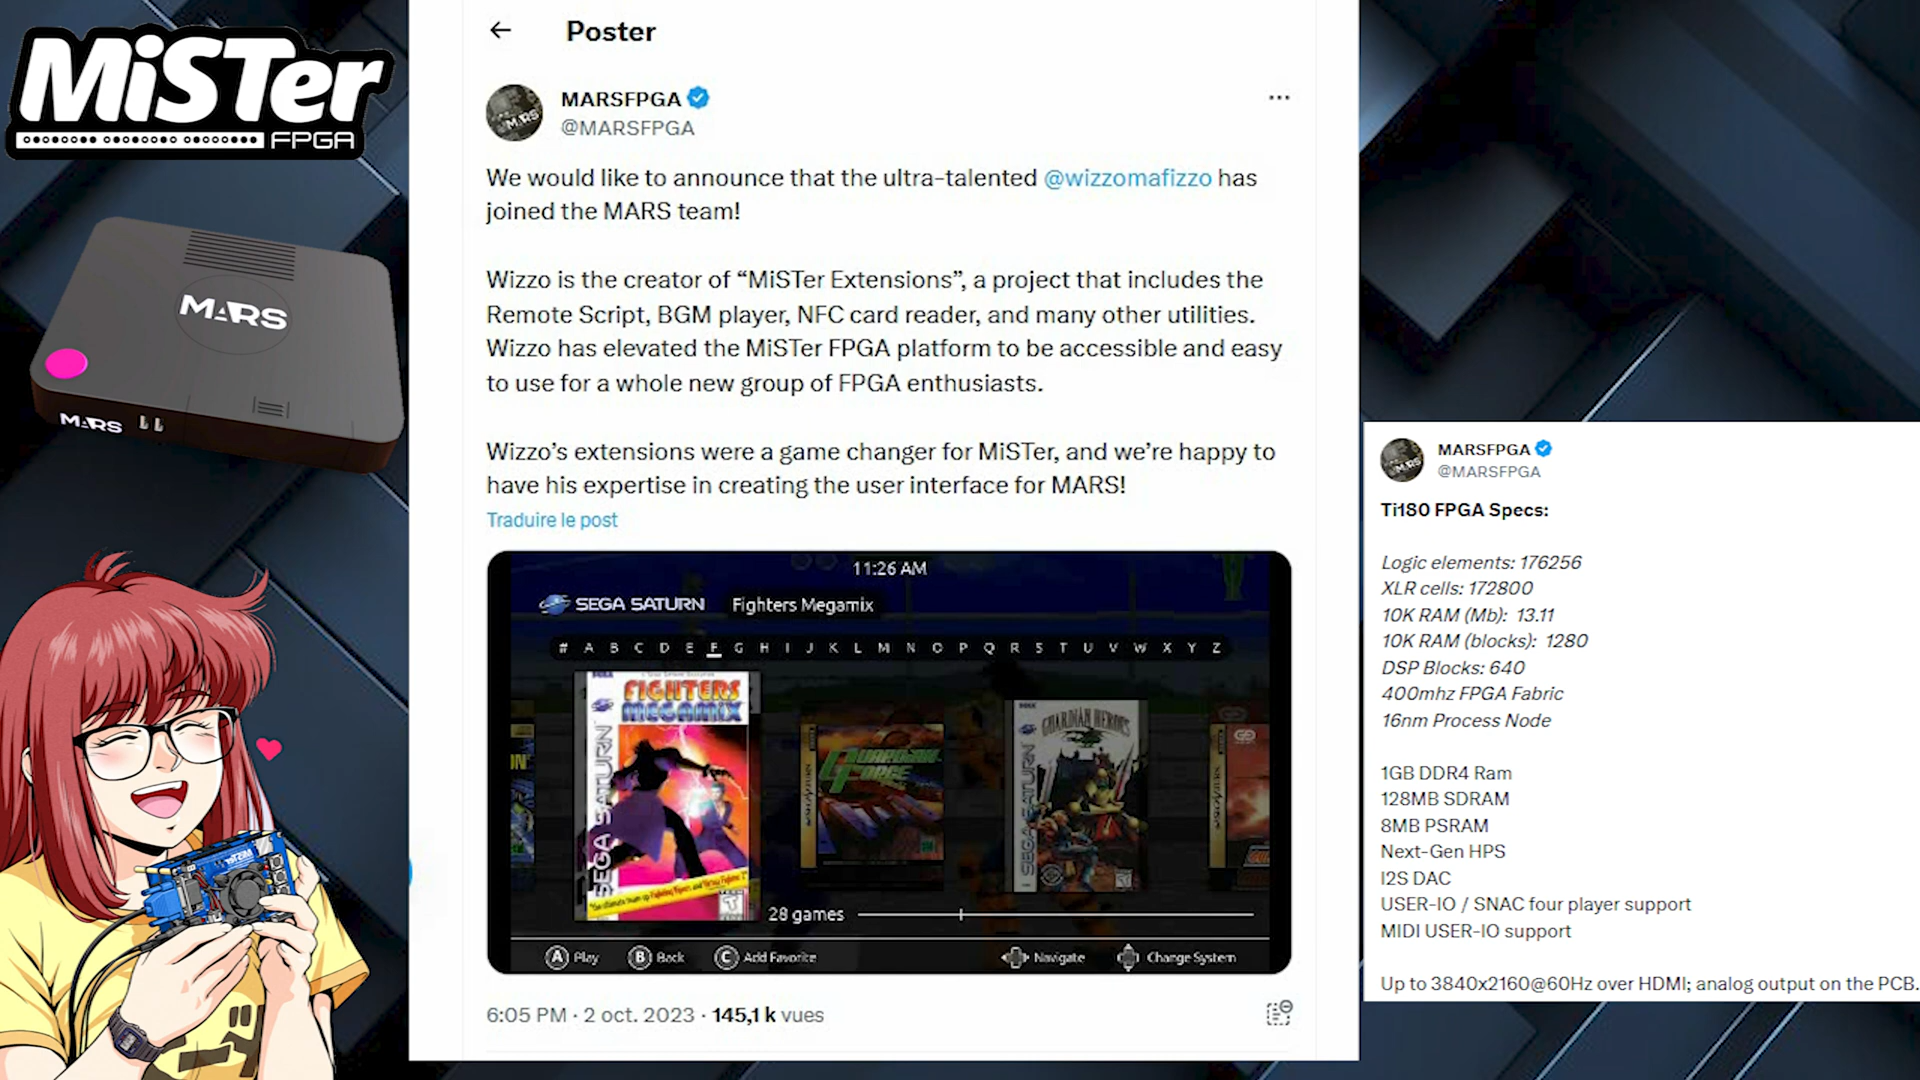 MiSTer
FPGA
MARS
MARS
Poster
MARSFPGA
@MARSFPGA
We would like to announce that the ultra-talented @wizzomafizzo has
joined the MARS team!
Wizzo is the creator of “MiSTer Extensions”, a project that includes the
Remote Script, BGM player, NFC card reader, and many other utilities.
Wizzo has elevated the MiSTer FPGA platform to be accessible and easy
to use for a whole new group of FPGA enthusiasts.
Wizzo’s extensions were a game changer for MiSTer, and we’re happy to
have his expertise in creating the user interface for MARS!
Traduire le post
11:26 AM
SEGA SATURN Fighters Megamix
# A B C D E F G H I J K L M N O P Q R S T U V W X Y Z
FIGHTERS
MEGAMIX
SEGA SATURN
GUARDIAN
FORCE
GUARDIAN HEROES
SEGA SATURN
28 games
A Play B Back C Add Favorite Navigate Change System
6:05 PM · 2 oct. 2023 · 145,1 k vues
MARSFPGA
@MARSFPGA
Ti180 FPGA Specs:
Logic elements: 176256
XLR cells: 172800
10K RAM (Mb): 13.11
10K RAM (blocks): 1280
DSP Blocks: 640
400mhz FPGA Fabric
16nm Process Node
1GB DDR4 Ram
128MB SDRAM
8MB PSRAM
Next-Gen HPS
I2S DAC
USER-IO / SNAC four player support
MIDI USER-IO support
Up to 3840x2160@60Hz over HDMI; analog output on the PCB.